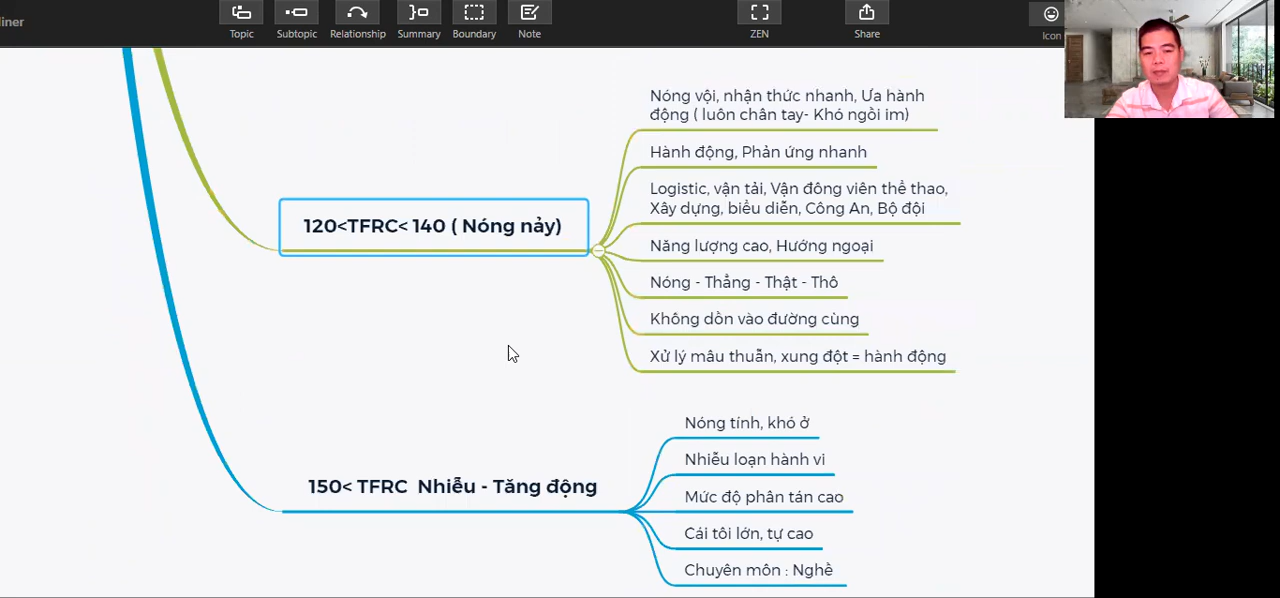 liner
Topic
Subtopic
Relationship
Summary
Boundary
Note
ZEN
Share
Icon
Nóng vội, nhận thức nhanh, Ưa hành
động ( luôn chân tay- Khó ngồi im)
Hành động, Phản ứng nhanh
Logistic, vận tải, Vận đông viên thể thao,
Xây dựng, biểu diễn, Công An, Bộ đội
120<TFRC< 140 ( Nóng nảy)
Năng lượng cao, Hướng ngoại
Nóng - Thẳng - Thật - Thô
Không dồn vào đường cùng
Xử lý mâu thuẫn, xung đột = hành động
Nóng tính, khó ở
Nhiễu loạn hành vi
150< TFRC Nhiễu - Tăng động
Mức độ phân tán cao
Cái tôi lớn, tự cao
Chuyên môn : Nghề